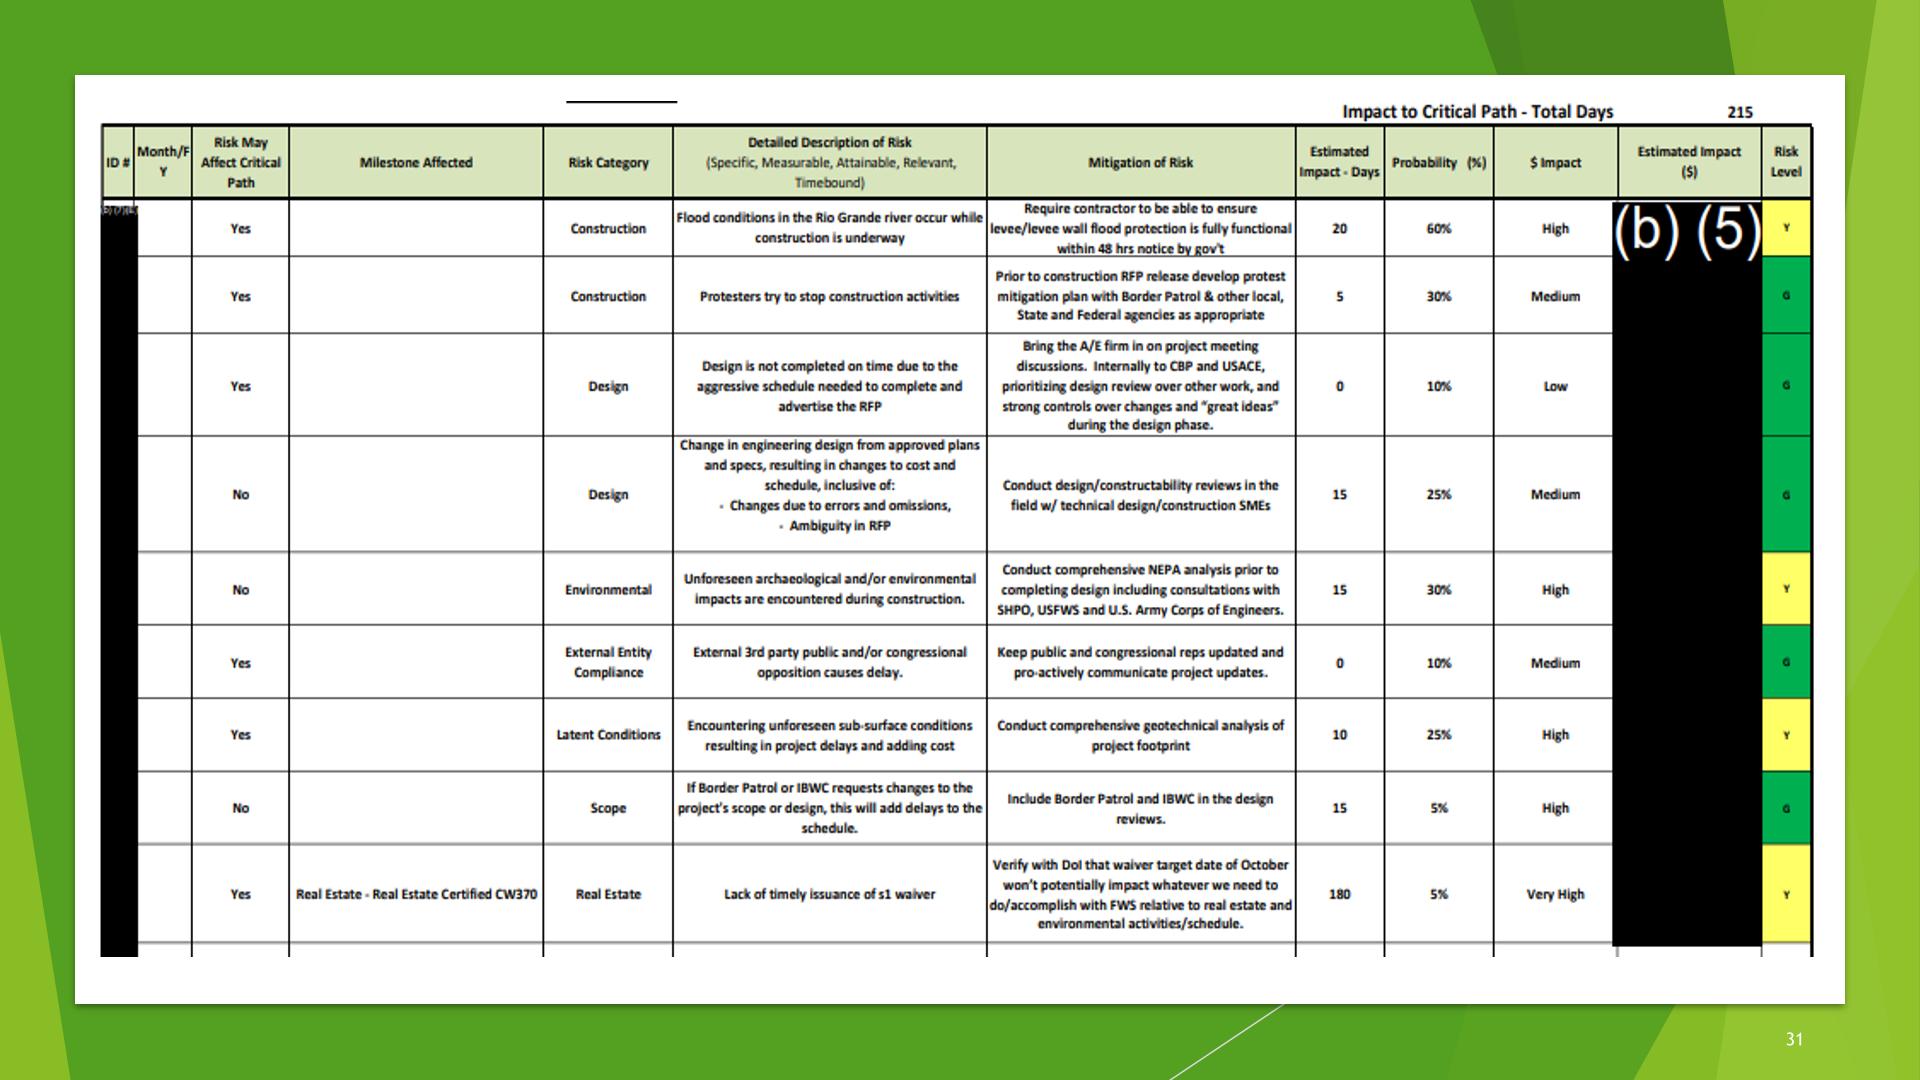 Impact to Critical Path - Total Days 215
ID # Month/F Y Risk May Affect Critical Path Milestone Affected Risk Category Detailed Description of Risk (Specific, Measurable, Attainable, Relevant, Timebound) Mitigation of Risk Estimated Impact - Days Probability (%) $ Impact Estimated Impact ($) Risk Level
(b) (5)
Yes Construction Flood conditions in the Rio Grande river occur while construction is underway Require contractor to be able to ensure levee/levee wall flood protection is fully functional within 48 hrs notice by gov't 20 60% High Y
Yes Construction Protesters try to stop construction activities Prior to construction RFP release develop protest mitigation plan with Border Patrol & other local, State and Federal agencies as appropriate 5 30% Medium G
Yes Design Design is not completed on time due to the aggressive schedule needed to complete and advertise the RFP Bring the A/E firm in on project meeting discussions. Internally to CBP and USACE, prioritizing design review over other work, and strong controls over changes and “great ideas” during the design phase. 0 10% Low G
No Design Change in engineering design from approved plans and specs, resulting in changes to cost and schedule, inclusive of: - Changes due to errors and omissions, - Ambiguity in RFP Conduct design/constructability reviews in the field w/ technical design/construction SMEs 15 25% Medium G
No Environmental Unforeseen archaeological and/or environmental impacts are encountered during construction. Conduct comprehensive NEPA analysis prior to completing design including consultations with SHPO, USFWS and U.S. Army Corps of Engineers. 15 30% High Y
Yes External Entity Compliance External 3rd party public and/or congressional opposition causes delay. Keep public and congressional reps updated and pro-actively communicate project updates. 0 10% Medium G
Yes Latent Conditions Encountering unforeseen sub-surface conditions resulting in project delays and adding cost Conduct comprehensive geotechnical analysis of project footprint 10 25% High Y
No Scope If Border Patrol or IBWC requests changes to the project's scope or design, this will add delays to the schedule. Include Border Patrol and IBWC in the design reviews. 15 5% High G
Yes Real Estate - Real Estate Certified CW370 Real Estate Lack of timely issuance of s1 waiver Verify with DoI that waiver target date of October won't potentially impact whatever we need to do/accomplish with FWS relative to real estate and environmental activities/schedule. 180 5% Very High Y
31